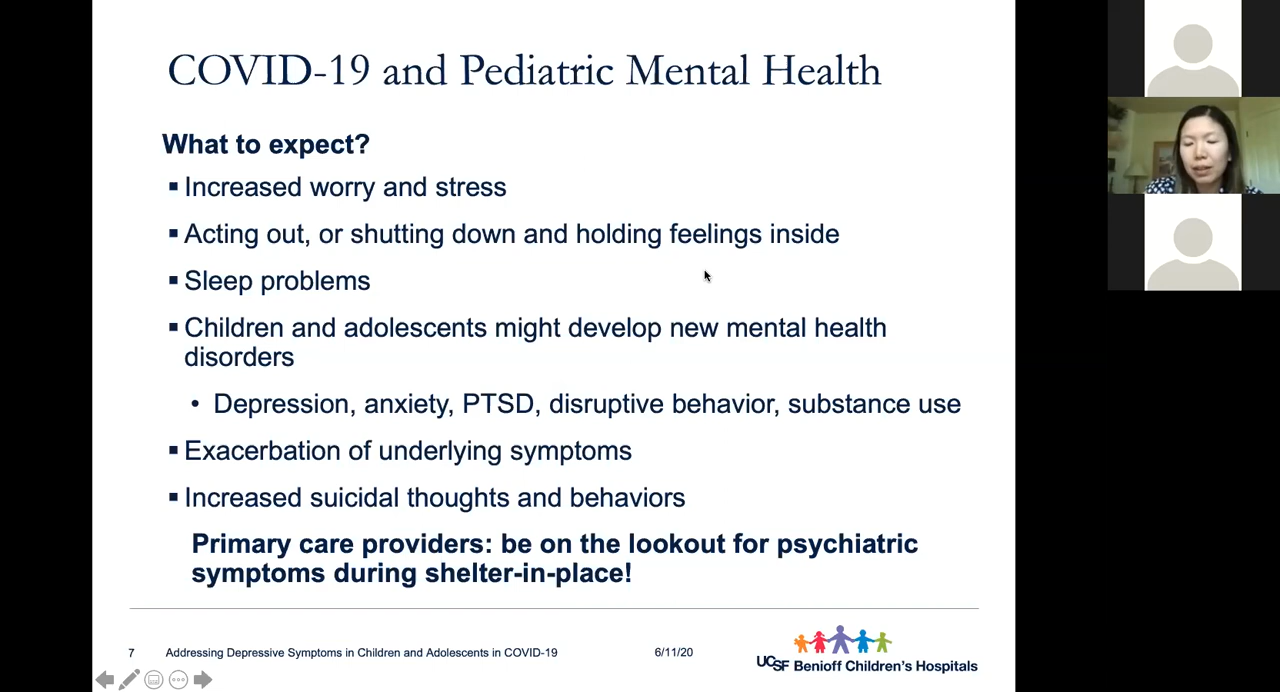 COVID-19 and Pediatric Mental Health
What to expect?
▪ Increased worry and stress
▪ Acting out, or shutting down and holding feelings inside
▪ Sleep problems
▪ Children and adolescents might develop new mental health
disorders
• Depression, anxiety, PTSD, disruptive behavior, substance use
▪ Exacerbation of underlying symptoms
▪ Increased suicidal thoughts and behaviors
Primary care providers: be on the lookout for psychiatric
symptoms during shelter-in-place!
7 Addressing Depressive Symptoms in Children and Adolescents in COVID-19 6/11/20
UCSF Benioff Children's Hospitals